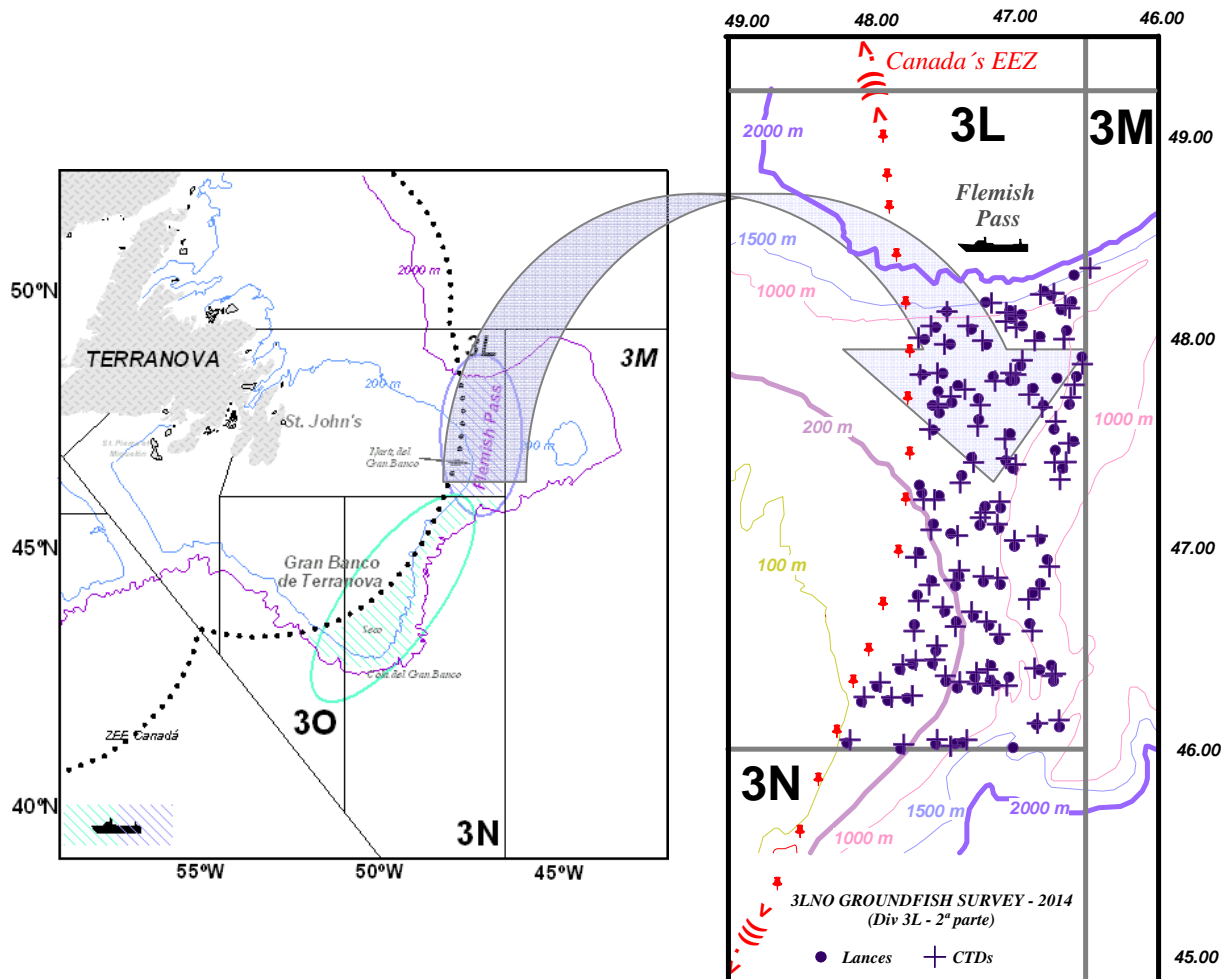 50ºN
45ºN
40ºN
55ºW
50ºW
45ºW
TERRANOVA
St. John's
200 m
2000 m
3L
3M
Flemish Pass
Gran Banco
de Terranova
3O
3N
ZEE Canadá
49.00
48.00
47.00
46.00
Canada´s EEZ
3L
3M
49.00
2000 m
Flemish
Pass
1500 m
1000 m
48.00
200 m
1000 m
100 m
47.00
46.00
3N
1500 m
2000 m
1000 m
3LNO GROUNDFISH SURVEY - 2014
(Div 3L - 2ª parte)
Lances
CTDs
45.00